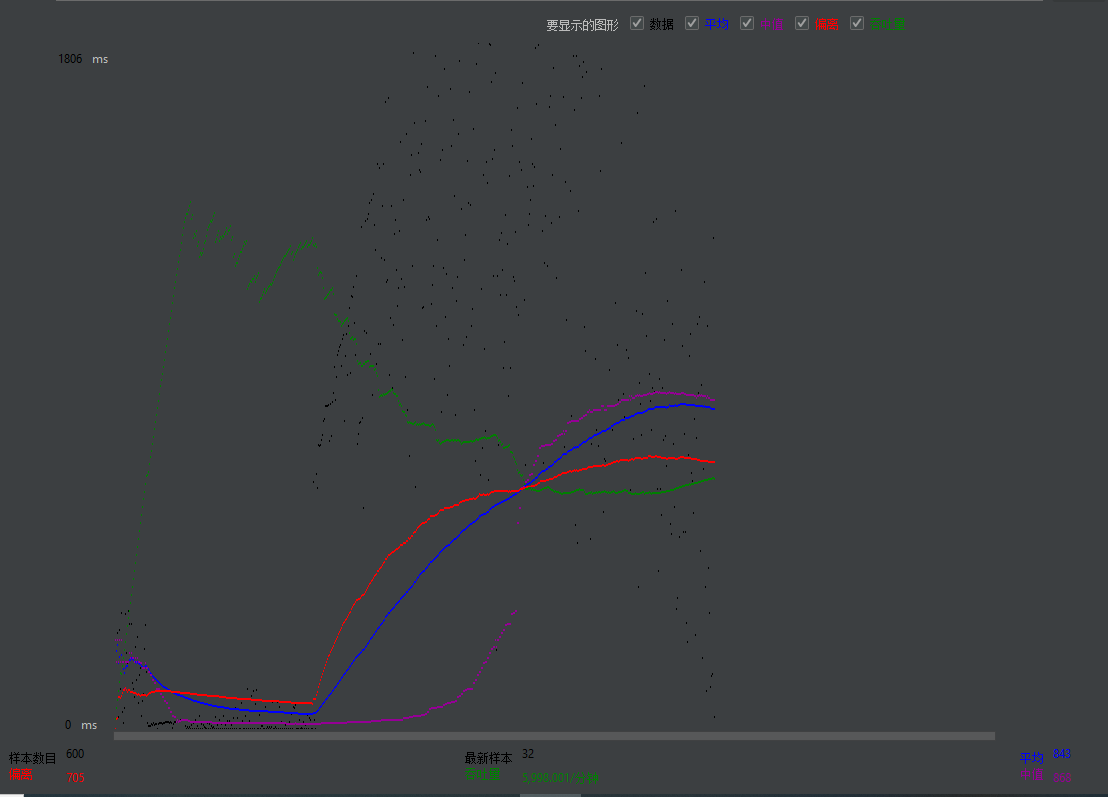 要显示的图形 数据 平均 偏离 吞吐量
1806 ms
0 ms
样本数目 600 最新样本 32 平均 843
偏离 705 吞吐量 5,998.001/分钟